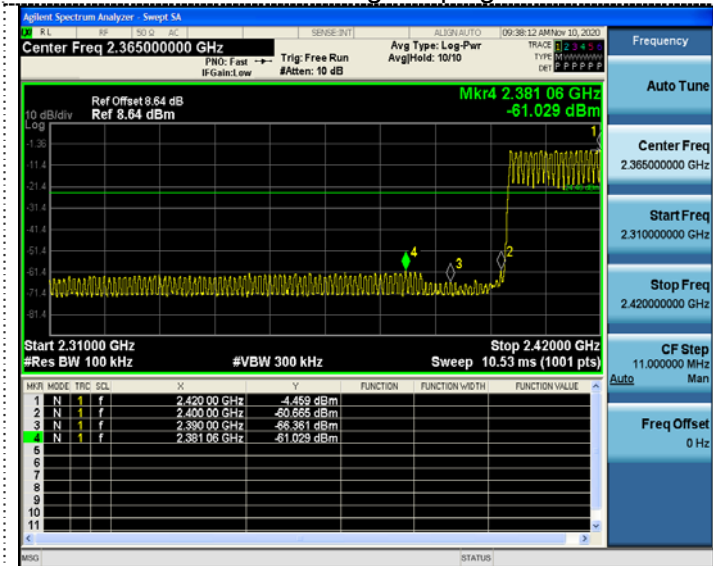 Agilent Spectrum Analyzer - Swept SA
RL RF 50 Ω AC SENSE:INT ALIGN AUTO 09:38:12 AM Nov 10, 2020
Center Freq 2.365000000 GHz
PNO: Fast
IFGain:Low
Trig: Free Run
#Atten: 10 dB
Avg Type: Log-Pwr
Avg|Hold: 10/10
TRACE 1 2 3 4 5 6
TYPE MWWWWW
DET P P P P P P
Frequency
Mkr4 2.381 06 GHz
-61.029 dBm
Ref Offset 8.64 dB
Ref 8.64 dBm
10 dB/div
Log
-1.36
-11.4
-21.4
-31.4
-41.4
-51.4
-61.4
-71.4
-81.4
1
2
3
4
Start 2.31000 GHz Stop 2.42000 GHz
#Res BW 100 kHz #VBW 300 kHz Sweep 10.53 ms (1001 pts)
MKR MODE TRC SCL X Y FUNCTION FUNCTION WIDTH FUNCTION VALUE
1 N 1 f 2.420 00 GHz -4.459 dBm
2 N 1 f 2.400 00 GHz -60.665 dBm
3 N 1 f 2.390 00 GHz -66.361 dBm
4 N 1 f 2.381 06 GHz -61.029 dBm
5
6
7
8
9
10
11
MSG STATUS
Auto Tune
Center Freq
2.365000000 GHz
Start Freq
2.310000000 GHz
Stop Freq
2.420000000 GHz
CF Step
11.000000 MHz
Auto Man
Freq Offset
0 Hz